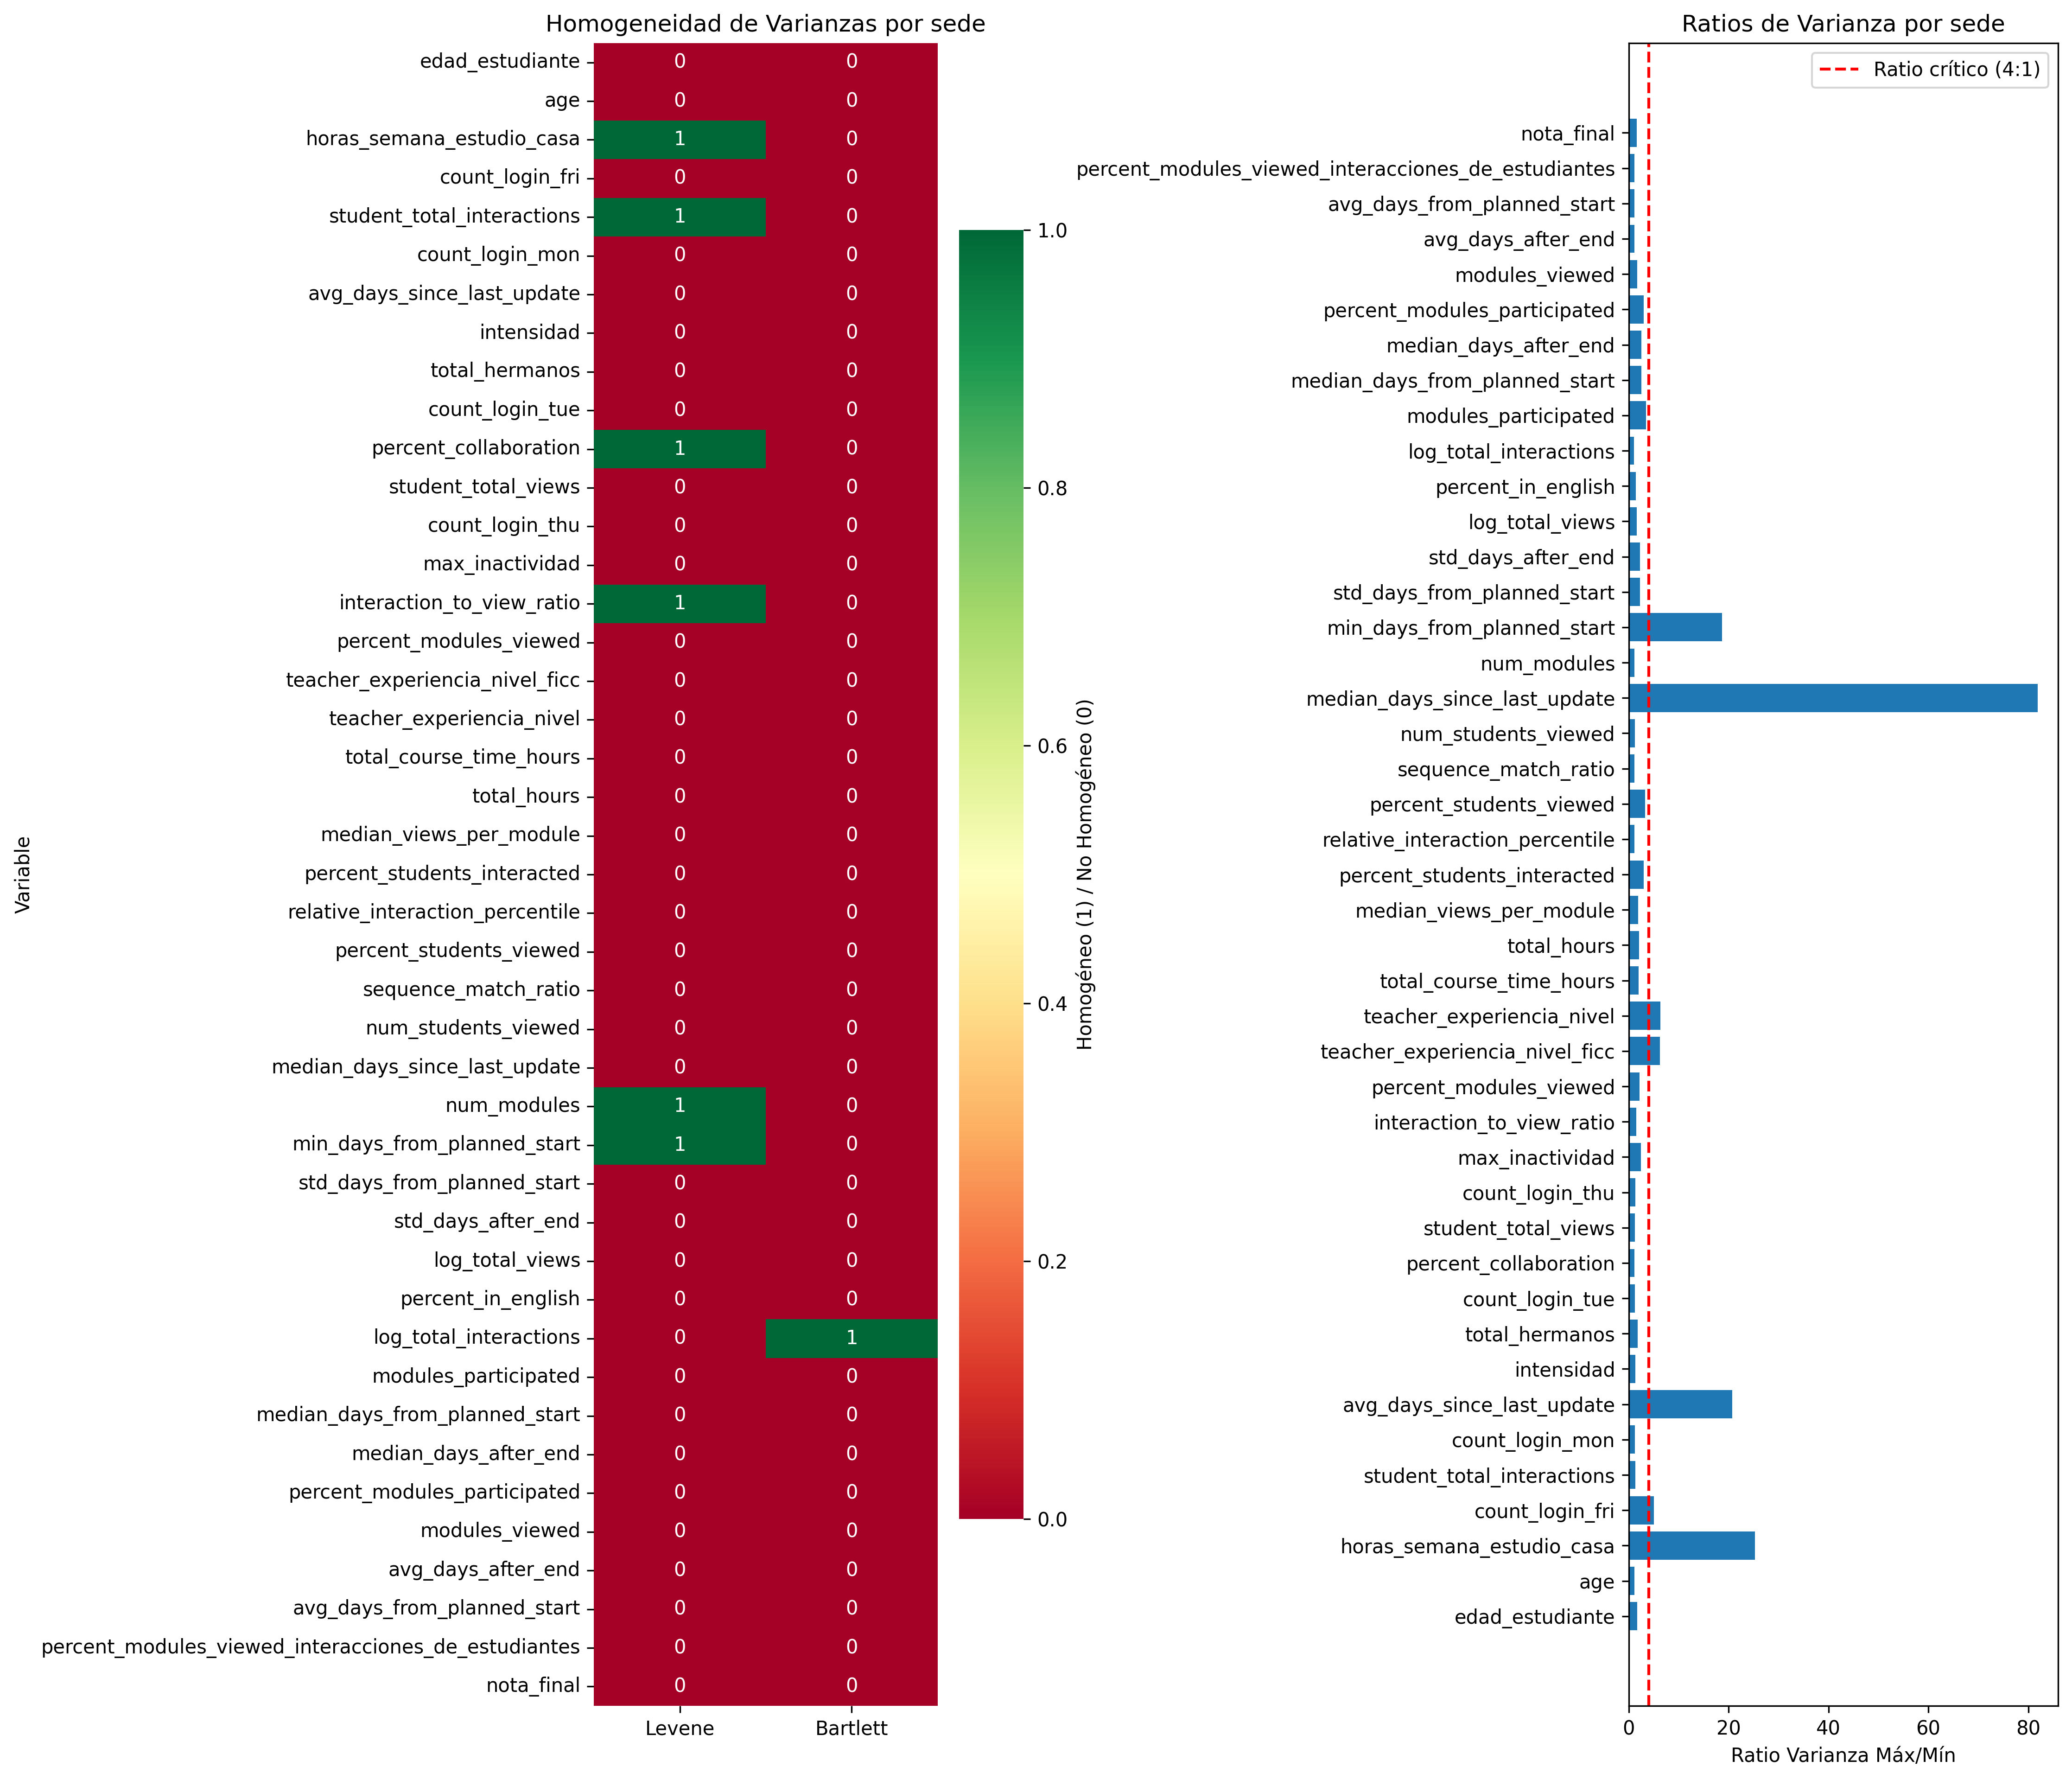 Homogeneidad de Varianzas por sede
Variable
edad_estudiante 0 0
age 0 0
horas_semana_estudio_casa 1 0
count_login_fri 0 0
student_total_interactions 1 0
count_login_mon 0 0
avg_days_since_last_update 0 0
intensidad 0 0
total_hermanos 0 0
count_login_tue 0 0
percent_collaboration 1 0
student_total_views 0 0
count_login_thu 0 0
max_inactividad 0 0
interaction_to_view_ratio 1 0
percent_modules_viewed 0 0
teacher_experiencia_nivel_ficc 0 0
teacher_experiencia_nivel 0 0
total_course_time_hours 0 0
total_hours 0 0
median_views_per_module 0 0
percent_students_interacted 0 0
relative_interaction_percentile 0 0
percent_students_viewed 0 0
sequence_match_ratio 0 0
num_students_viewed 0 0
median_days_since_last_update 0 0
num_modules 1 0
min_days_from_planned_start 1 0
std_days_from_planned_start 0 0
std_days_after_end 0 0
log_total_views 0 0
percent_in_english 0 0
log_total_interactions 0 1
modules_participated 0 0
median_days_from_planned_start 0 0
median_days_after_end 0 0
percent_modules_participated 0 0
modules_viewed 0 0
avg_days_after_end 0 0
avg_days_from_planned_start 0 0
percent_modules_viewed_interacciones_de_estudiantes 0 0
nota_final 0 0
Levene Bartlett
1.0
0.8
0.6
0.4
0.2
0.0
Homogéneo (1) / No Homogéneo (0)
Ratios de Varianza por sede
Ratio crítico (4:1)
nota_final
percent_modules_viewed_interacciones_de_estudiantes
avg_days_from_planned_start
avg_days_after_end
modules_viewed
percent_modules_participated
median_days_after_end
median_days_from_planned_start
modules_participated
log_total_interactions
percent_in_english
log_total_views
std_days_after_end
std_days_from_planned_start
min_days_from_planned_start
num_modules
median_days_since_last_update
num_students_viewed
sequence_match_ratio
percent_students_viewed
relative_interaction_percentile
percent_students_interacted
median_views_per_module
total_hours
total_course_time_hours
teacher_experiencia_nivel
teacher_experiencia_nivel_ficc
percent_modules_viewed
interaction_to_view_ratio
max_inactividad
count_login_thu
student_total_views
percent_collaboration
count_login_tue
total_hermanos
intensidad
avg_days_since_last_update
count_login_mon
student_total_interactions
count_login_fri
horas_semana_estudio_casa
age
edad_estudiante
0 20 40 60 80
Ratio Varianza Máx/Mín